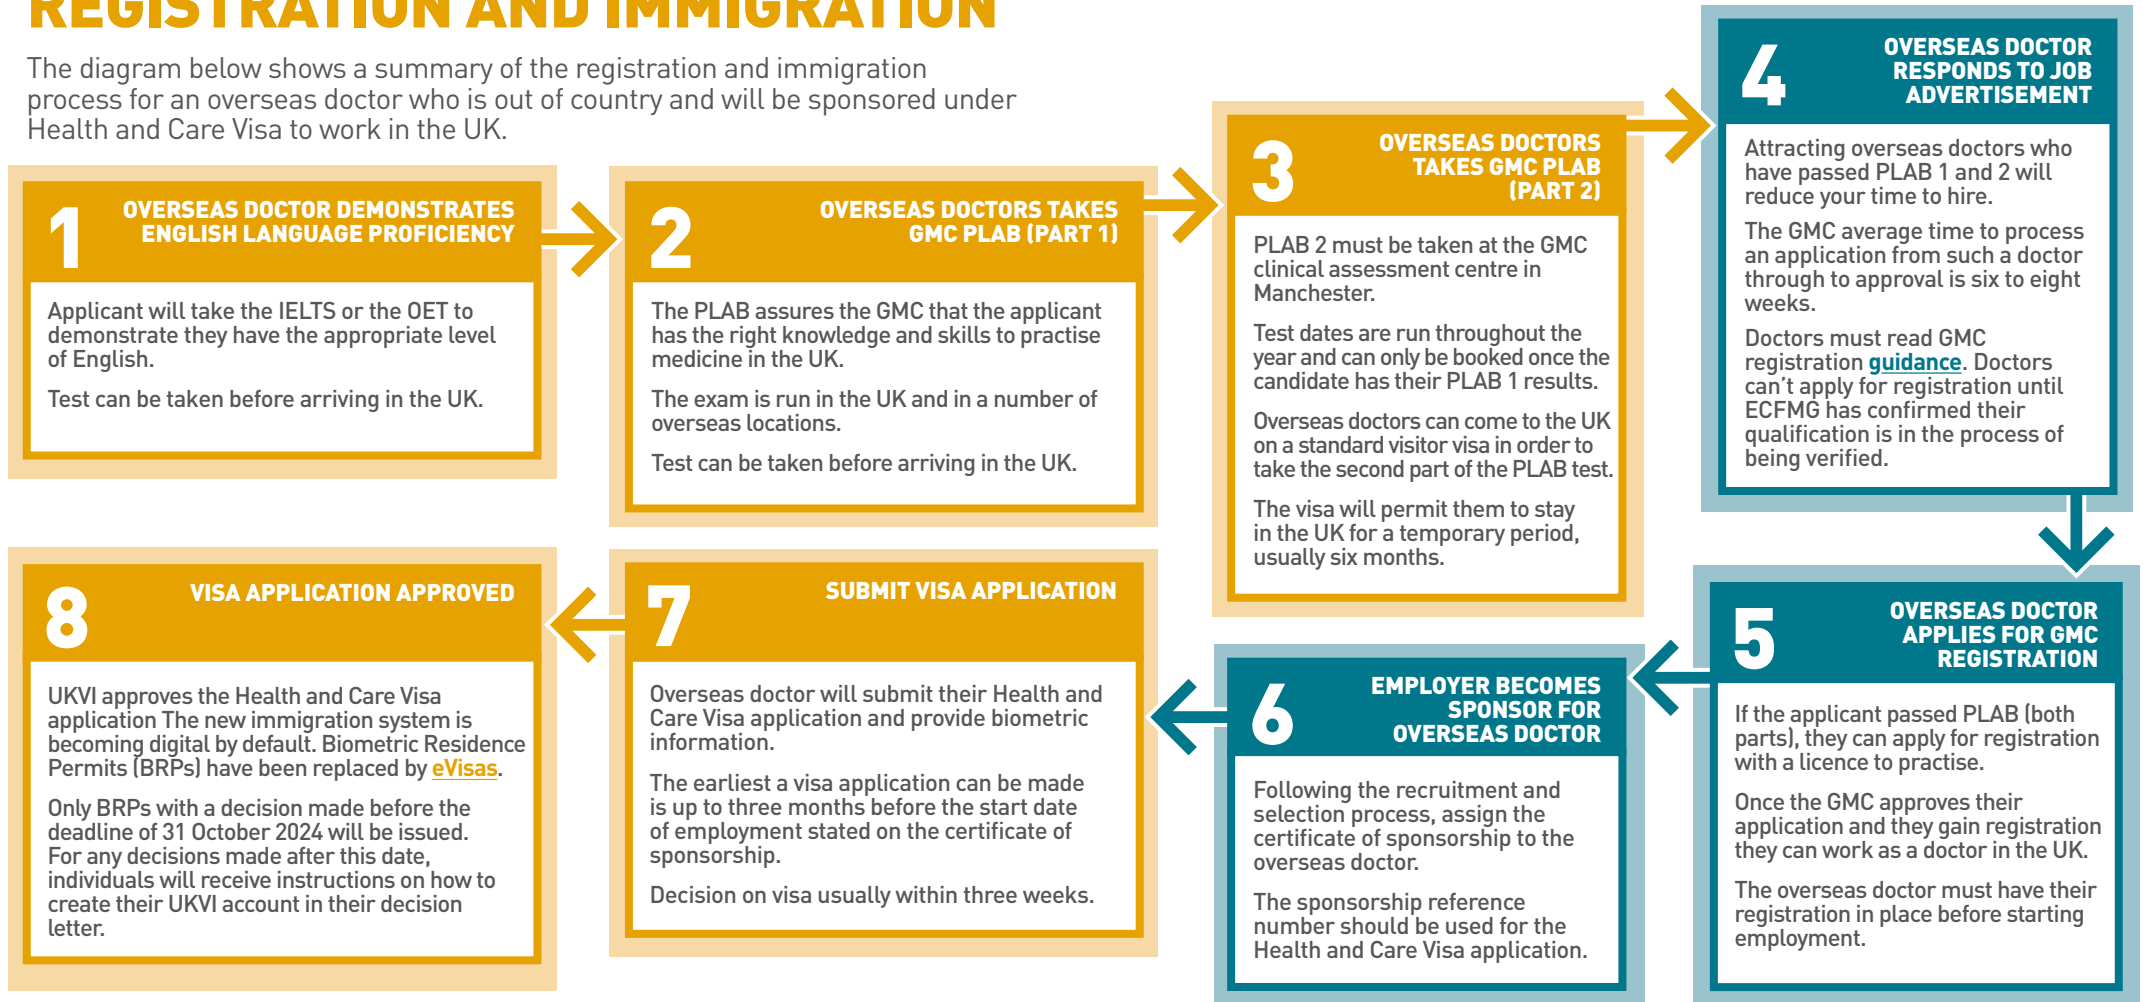 REGISTRATION AND IMMIGRATION
The diagram below shows a summary of the registration and immigration
process for an overseas doctor who is out of country and will be sponsored under
Health and Care Visa to work in the UK.
1
OVERSEAS DOCTOR DEMONSTRATES
ENGLISH LANGUAGE PROFICIENCY
Applicant will take the IELTS or the OET to
demonstrate they have the appropriate level
of English.
Test can be taken before arriving in the UK.
2
OVERSEAS DOCTORS TAKES
GMC PLAB (PART 1)
The PLAB assures the GMC that the applicant
has the right knowledge and skills to practise
medicine in the UK.
The exam is run in the UK and in a number of
overseas locations.
Test can be taken before arriving in the UK.
3
OVERSEAS DOCTORS
TAKES GMC PLAB
(PART 2)
PLAB 2 must be taken at the GMC
clinical assessment centre in
Manchester.
Test dates are run throughout the
year and can only be booked once the
candidate has their PLAB 1 results.
Overseas doctors can come to the UK
on a standard visitor visa in order to
take the second part of the PLAB test.
The visa will permit them to stay
in the UK for a temporary period,
usually six months.
4
OVERSEAS DOCTOR
RESPONDS TO JOB
ADVERTISEMENT
Attracting overseas doctors who
have passed PLAB 1 and 2 will
reduce your time to hire.
The GMC average time to process
an application from such a doctor
through to approval is six to eight
weeks.
Doctors must read GMC
registration guidance. Doctors
can't apply for registration until
ECFMG has confirmed their
qualification is in the process of
being verified.
5
OVERSEAS DOCTOR
APPLIES FOR GMC
REGISTRATION
If the applicant passed PLAB (both
parts), they can apply for registration
with a licence to practise.
Once the GMC approves their
application and they gain registration
they can work as a doctor in the UK.
The overseas doctor must have their
registration in place before starting
employment.
6
EMPLOYER BECOMES
SPONSOR FOR
OVERSEAS DOCTOR
Following the recruitment and
selection process, assign the
certificate of sponsorship to the
overseas doctor.
The sponsorship reference
number should be used for the
Health and Care Visa application.
7
SUBMIT VISA APPLICATION
Overseas doctor will submit their Health and
Care Visa application and provide biometric
information.
The earliest a visa application can be made
is up to three months before the start date
of employment stated on the certificate of
sponsorship.
Decision on visa usually within three weeks.
8
VISA APPLICATION APPROVED
UKVI approves the Health and Care Visa
application The new immigration system is
becoming digital by default. Biometric Residence
Permits (BRPs) have been replaced by eVisas.
Only BRPs with a decision made before the
deadline of 31 October 2024 will be issued.
For any decisions made after this date,
individuals will receive instructions on how to
create their UKVI account in their decision
letter.